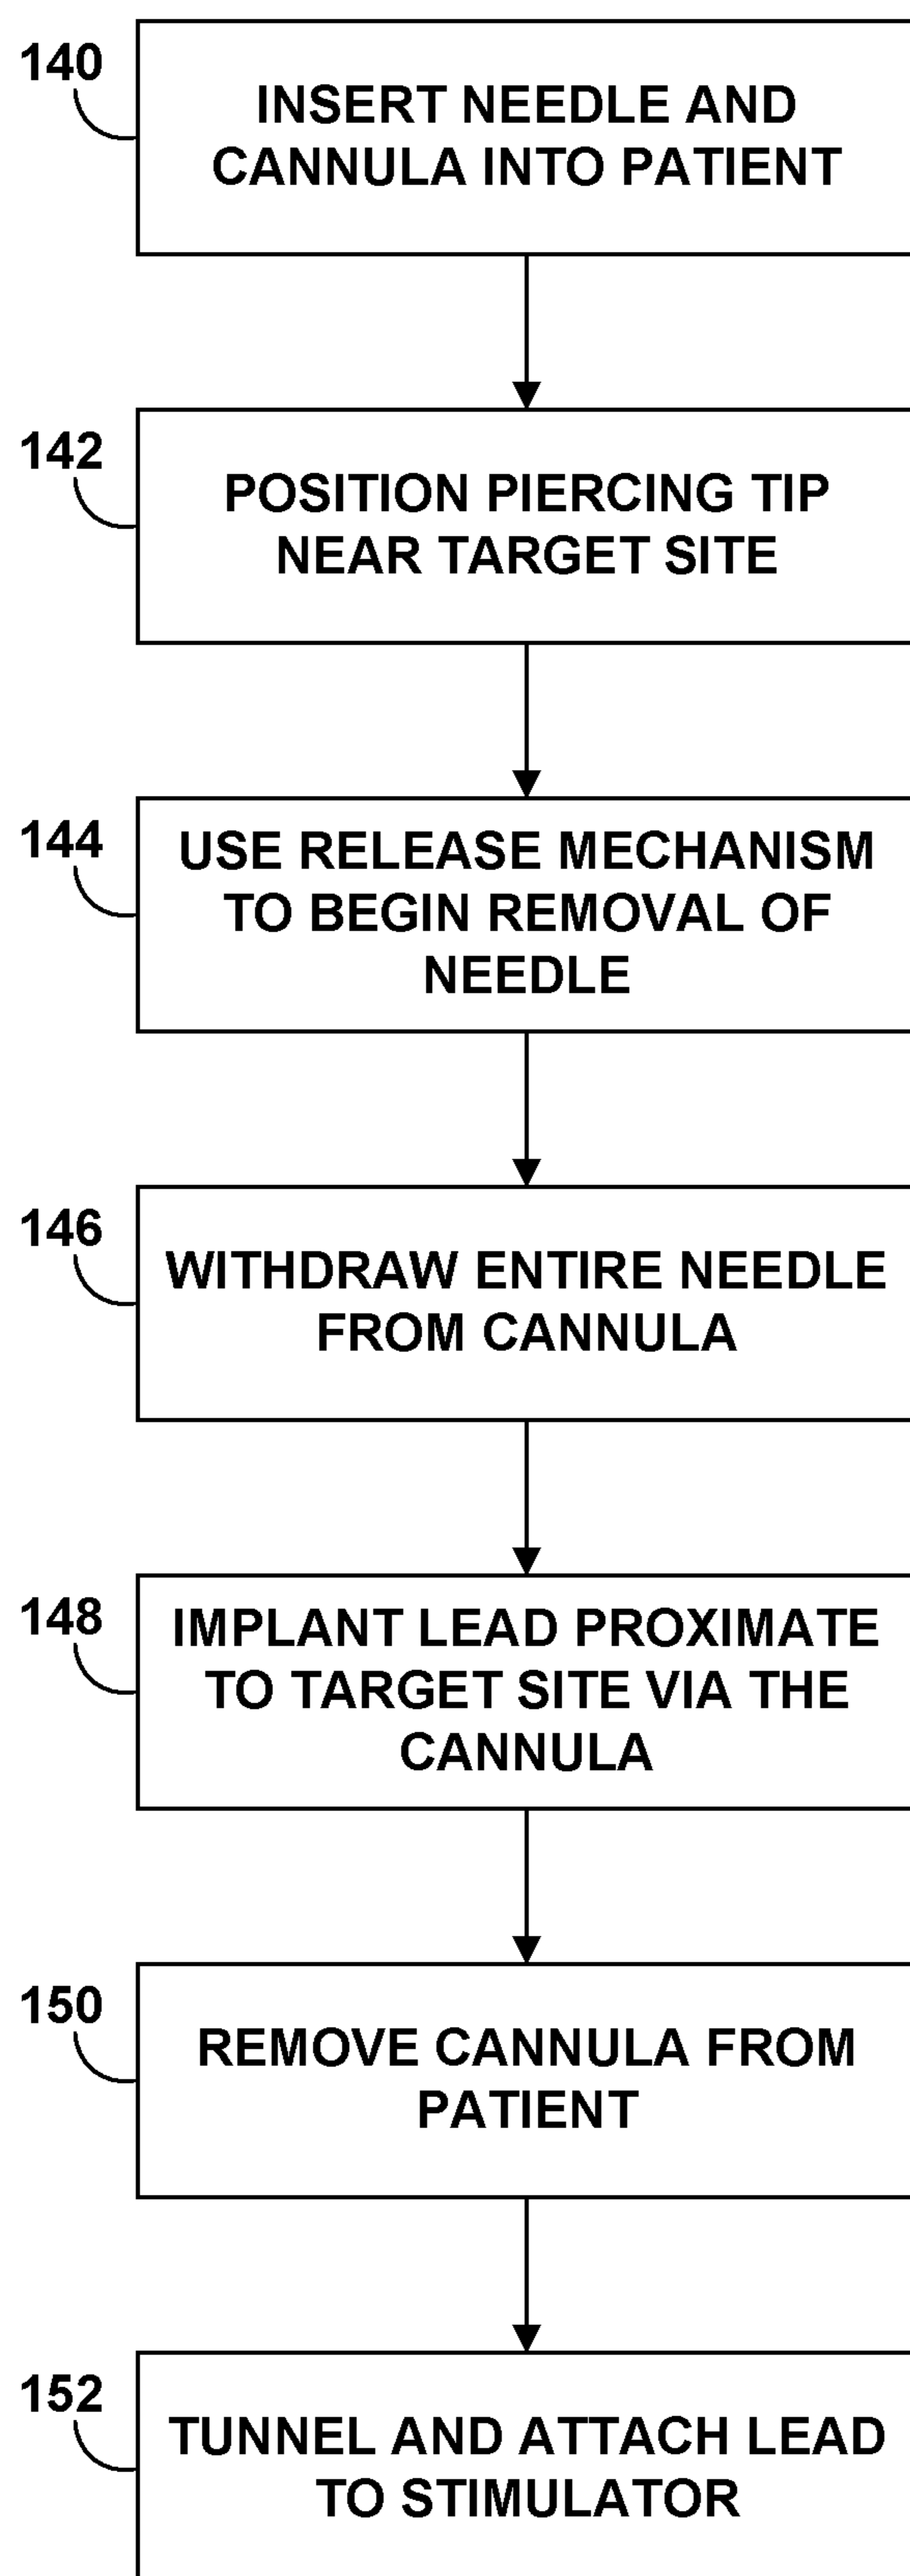 140
INSERT NEEDLE AND
CANNULA INTO PATIENT
142
POSITION PIERCING TIP
NEAR TARGET SITE
144
USE RELEASE MECHANISM
TO BEGIN REMOVAL OF
NEEDLE
146
WITHDRAW ENTIRE NEEDLE
FROM CANNULA
148
IMPLANT LEAD PROXIMATE
TO TARGET SITE VIA THE
CANNULA
150
REMOVE CANNULA FROM
PATIENT
152
TUNNEL AND ATTACH LEAD
TO STIMULATOR